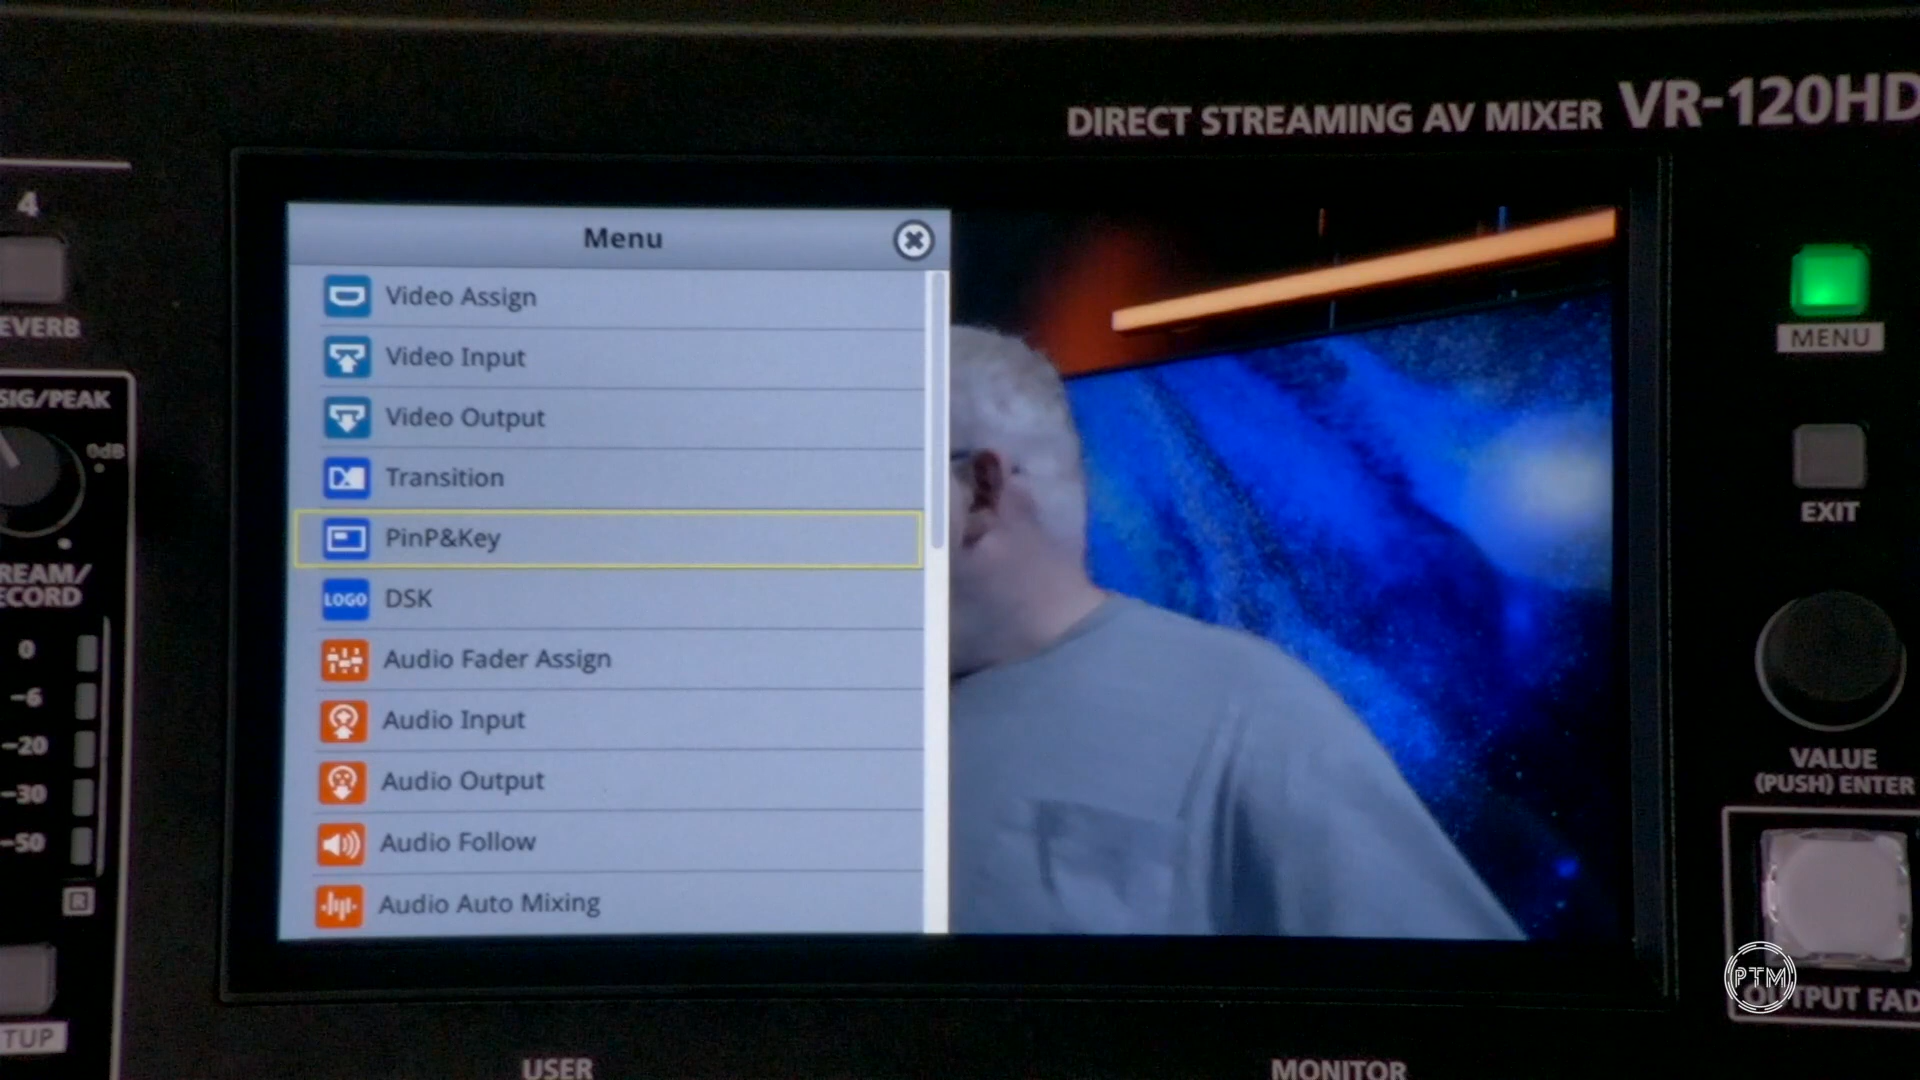 DIRECT STREAMING AV MIXER VR-120HD
4
EVERB
SIG/PEAK
0dB
REAM/
ECORD
0
-6
-20
-30
-50
R
TUP
Menu
Video Assign
Video Input
Video Output
Transition
PinP&Key
LOGO DSK
Audio Fader Assign
Audio Input
Audio Output
Audio Follow
Audio Auto Mixing
MENU
EXIT
VALUE
(PUSH) ENTER
PTM
OUTPUT FAD
USER
MONITOR